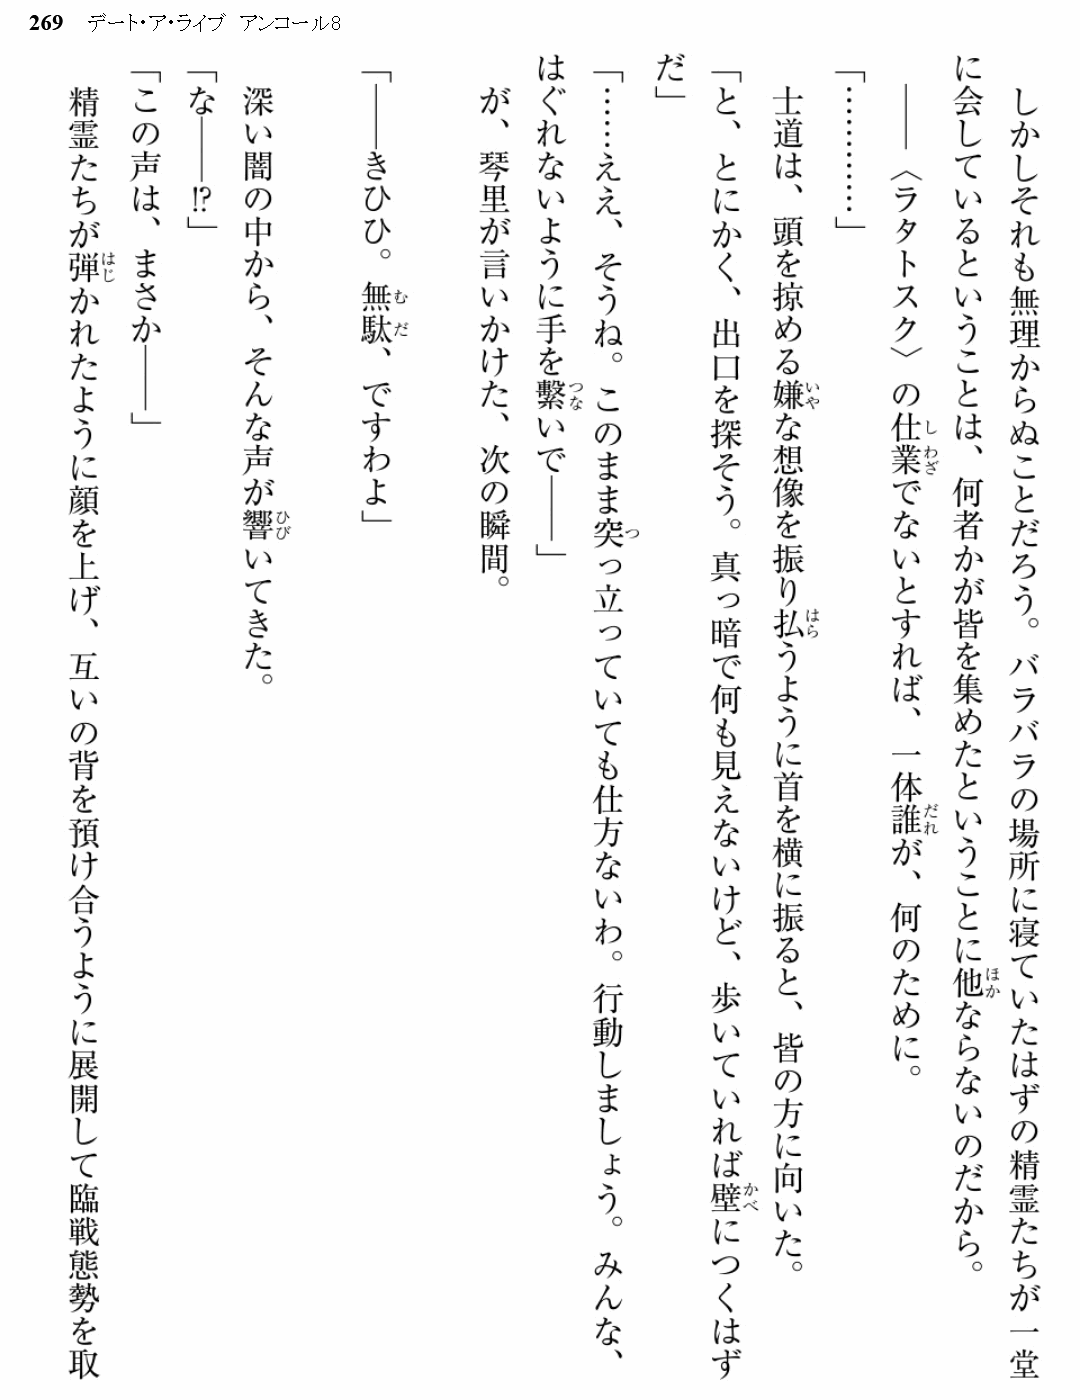 269 デート・ア・ライブ アンコール8
しかしそれも無理からぬことだろう。バラバラの場所に寝ていたはずの精霊たちが一堂
に会しているということは、何者かが皆を集めたということに他ならないのだから。
――〈ラタトスク〉の仕業でないとすれば、一体誰が、何のために。
「…………」
士道は、頭を掠める嫌な想像を振り払うように首を横に振ると、皆の方に向いた。
「と、とにかく、出口を探そう。真っ暗で何も見えないけど、歩いていれば壁につくはず
だ」
「……ええ、そうね。このまま突っ立っていても仕方ないわ。行動しましょう。みんな、
はぐれないように手を繋いで――」
が、琴里が言いかけた、次の瞬間。
「――きひひ。無駄、ですわよ」
深い闇の中から、そんな声が響いてきた。
「な――!?」
「この声は、まさか――」
精霊たちが弾かれたように顔を上げ、互いの背を預け合うように展開して臨戦態勢を取